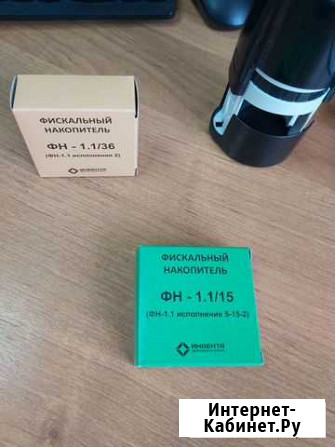 ФИСКАЛЬНЫЙ
НАКОПИТЕЛЬ
ФН - 1.1/36
(ФН-1.1 исполнение 2)
ИНВЕНТА
ФИСКАЛЬНЫЙ
НАКОПИТЕЛЬ
ФН - 1.1/15
(ФН-1.1 исполнение 5-15-2)
ИНВЕНТА
Интернет-
Кабинет.Ру